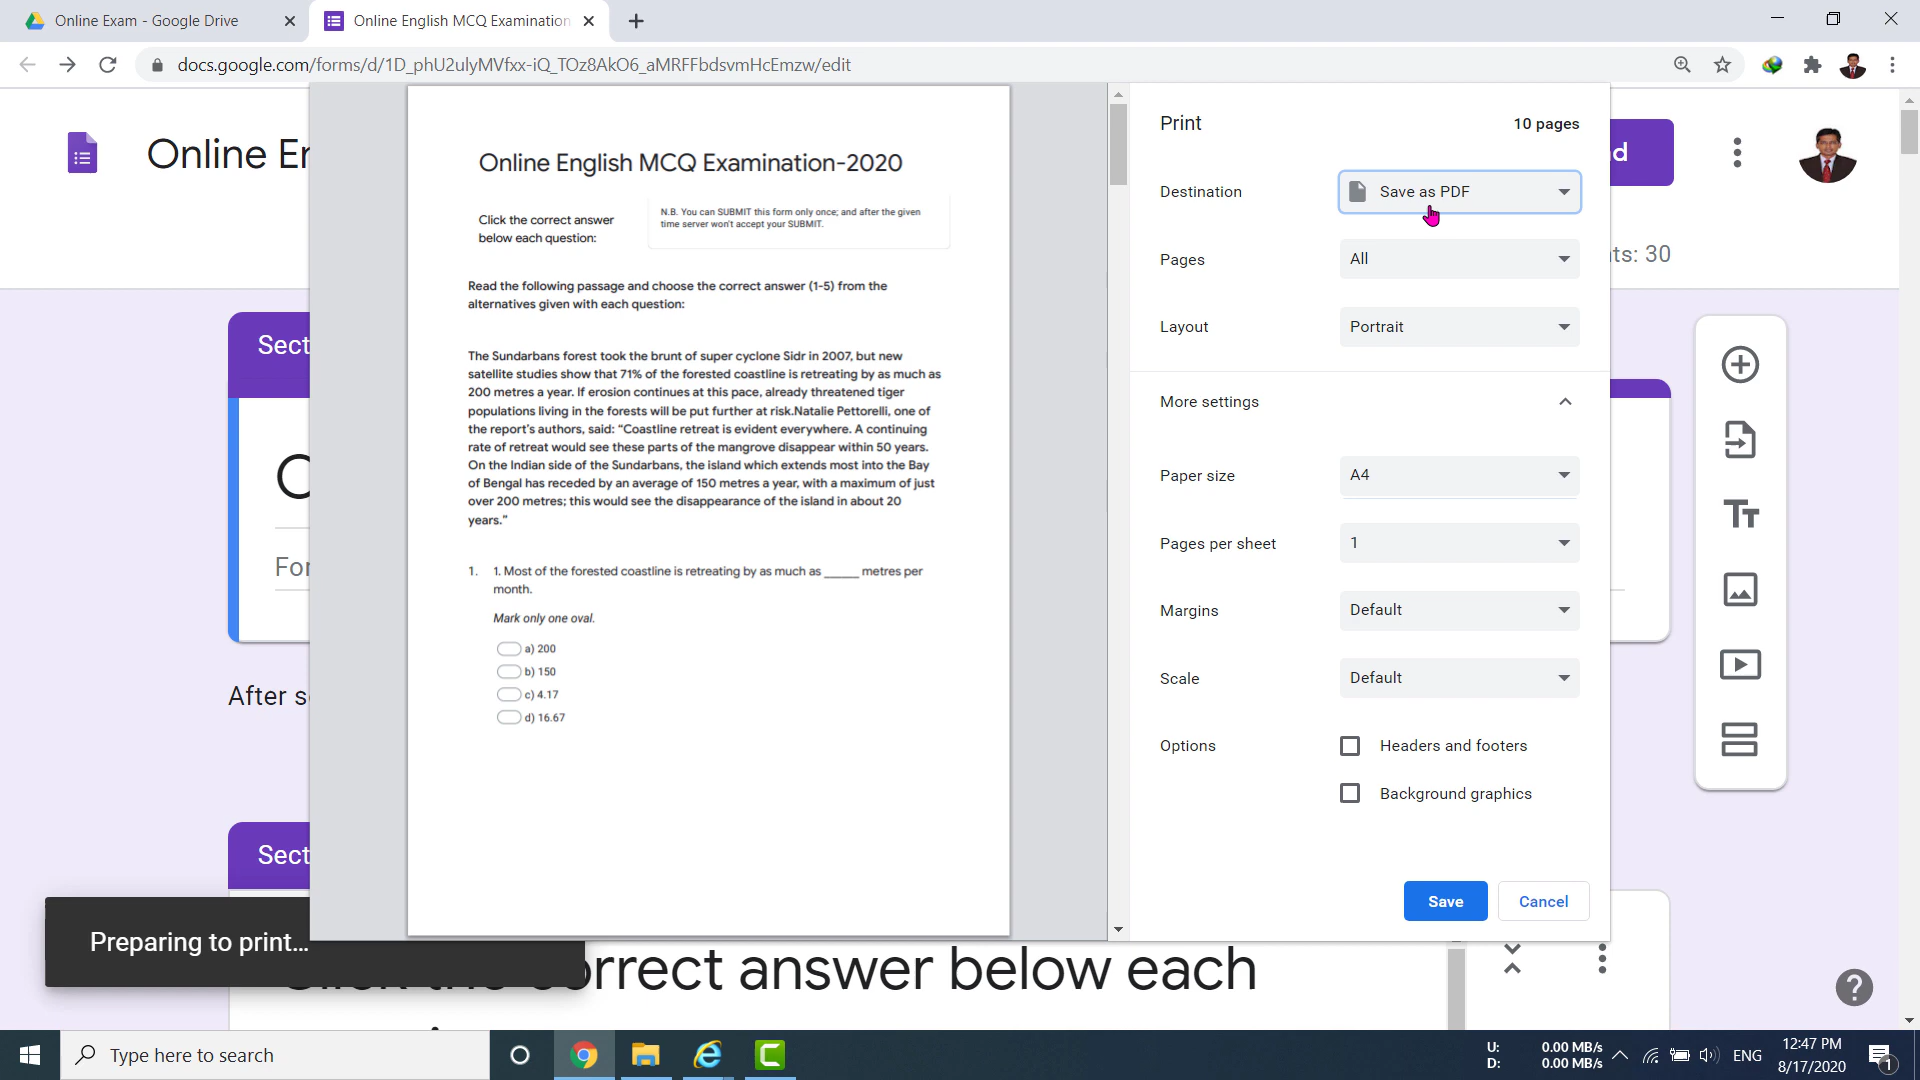 Online Exam - Google Drive
Online English MCQ Examination
docs.google.com/forms/d/1D_phU2ulyMVfxx-iQ_TOz8AkO6_aMRFFbdsvmHcEmzw/edit
Online Er
d
ts: 30
Sect
For
After s
Sect
Preparing to print...
orrect answer below each
Online English MCQ Examination-2020
Click the correct answer
below each question:
N.B. You can SUBMIT this form only once; and after the given
time server won't accept your SUBMIT.
Read the following passage and choose the correct answer (1-5) from the
alternatives given with each question:
The Sundarbans forest took the brunt of super cyclone Sidr in 2007, but new
satellite studies show that 71% of the forested coastline is retreating by as much as
200 metres a year. If erosion continues at this pace, already threatened tiger
populations living in the forests will be put further at risk.Natalie Pettorelli, one of
the report's authors, said: “Coastline retreat is evident everywhere. A continuing
rate of retreat would see these parts of the mangrove disappear within 50 years.
On the Indian side of the Sundarbans, the island which extends most into the Bay
of Bengal has receded by an average of 150 metres a year, with a maximum of just
over 200 metres; this would see the disappearance of the island in about 20
years.”
1. 1. Most of the forested coastline is retreating by as much as ______ metres per
month.
Mark only one oval.
a) 200
b) 150
c) 4.17
d) 16.67
Print 10 pages
Destination Save as PDF
Pages All
Layout Portrait
More settings
Paper size A4
Pages per sheet 1
Margins Default
Scale Default
Options Headers and footers
Background graphics
Save Cancel
Type here to search
U: 0.00 MB/s
D: 0.00 MB/s
ENG
12:47 PM
8/17/2020
1